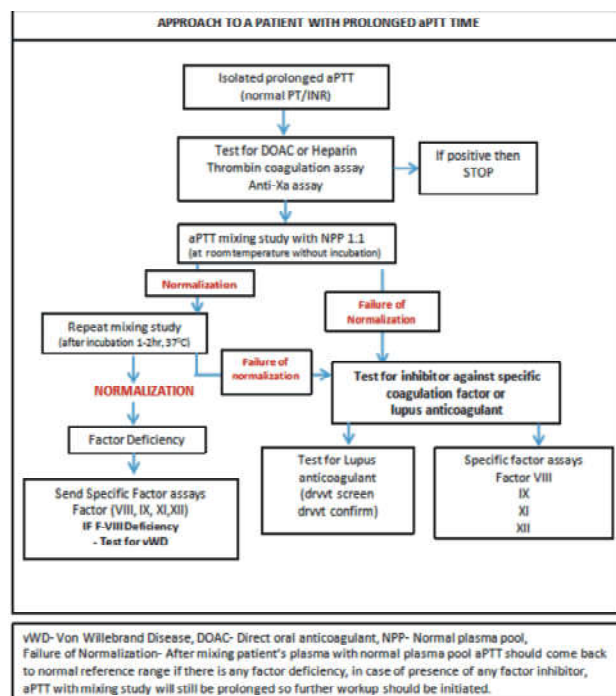 APPROACH TO A PATIENT WITH PROLONGED aPTT TIME
Isolated prolonged aPTT
(normal PT/INR)
Test for DOAC or Heparin
Thrombin coagulation assay
Anti-Xa assay
If positive then
STOP
aPTT mixing study with NPP 1:1
(at room temperature without incubation)
Normalization
Failure of
Normalization
Repeat mixing study
(after incubation 1-2hr, 37⁰C)
Failure of
normalization
NORMALIZATION
Test for inhibitor against specific
coagulation factor or
lupus anticoagulant
Factor Deficiency
Test for Lupus
anticoagulant
(drvvt screen
drvvt confirm)
Specific factor assays
Factor VIII
IX
XI
XII
Send Specific Factor assays
Factor (VIII, IX, XI,XII)
IF F-VIII Deficiency
- Test for vWD
vWD- Von Willebrand Disease, DOAC- Direct oral anticoagulant, NPP- Normal plasma pool,
Failure of Normalization- After mixing patient's plasma with normal plasma pool aPTT should come back
to normal reference range if there is any factor deficiency, in case of presence of any factor inhibitor,
aPTT with mixing study will still be prolonged so further workup should be initiated.